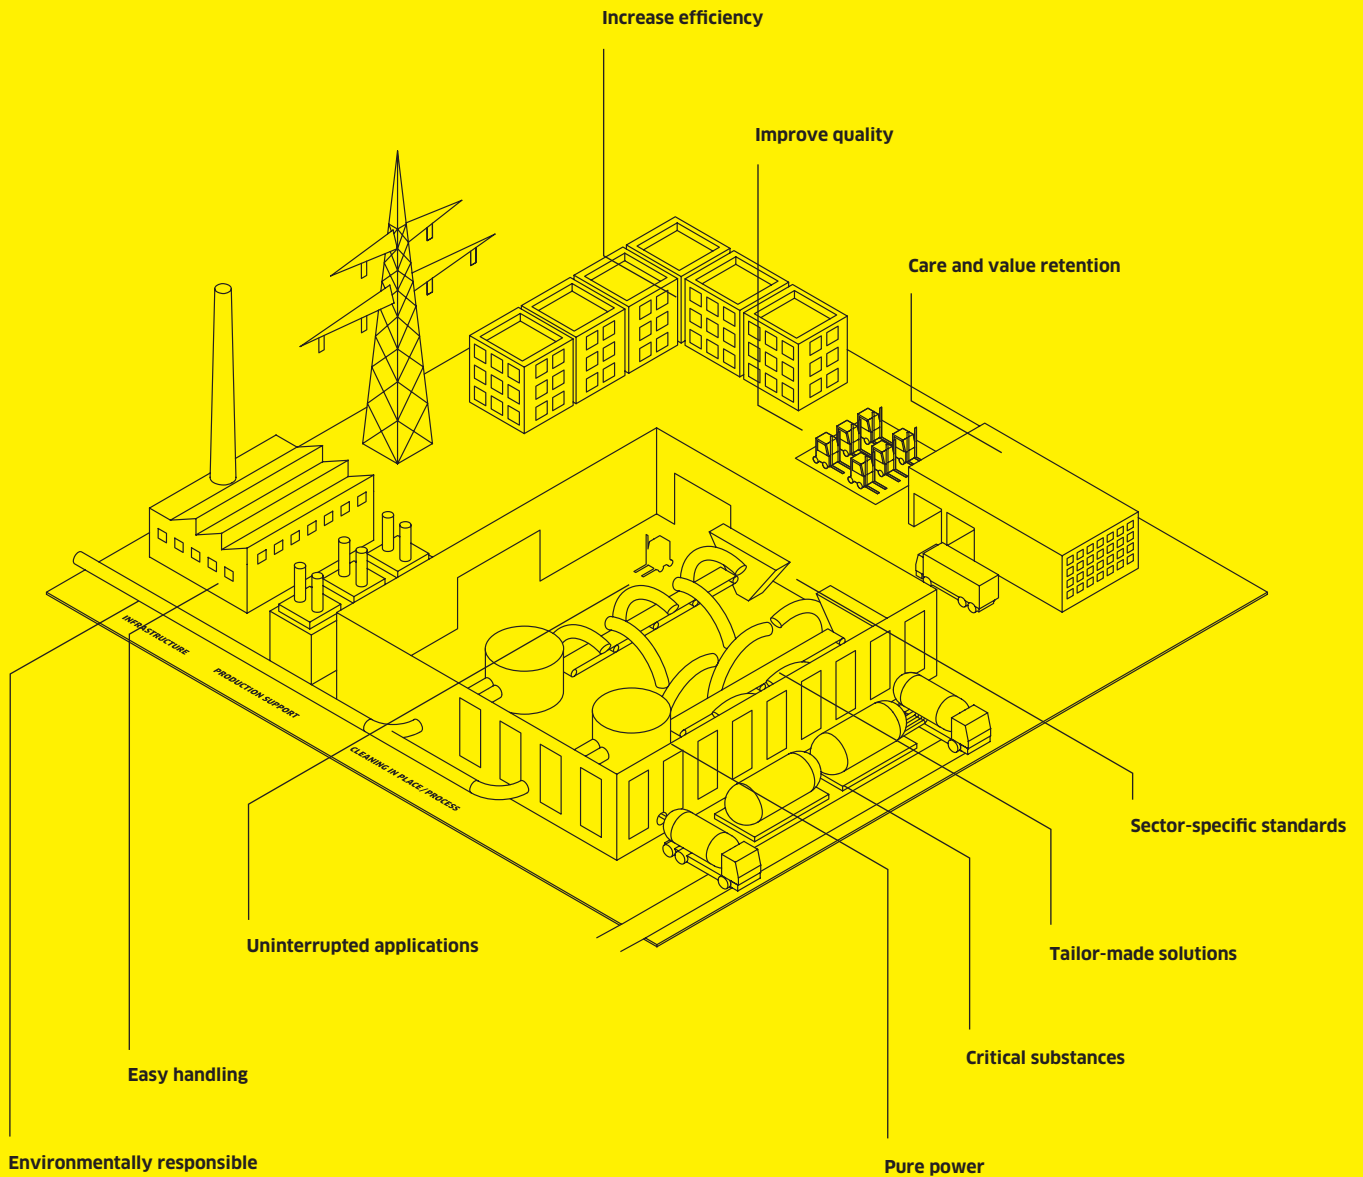 Increase efficiency
Improve quality
Care and value retention
INFRASTRUCTURE
PRODUCTION SUPPORT
CLEANING IN PLACE / PROCESS
Sector-specific standards
Uninterrupted applications
Tailor-made solutions
Critical substances
Easy handling
Environmentally responsible
Pure power